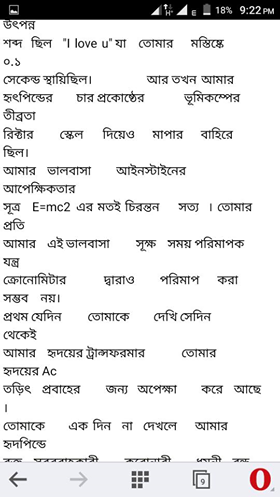 18% 9:22 PM
উৎপন্ন
শব্দ ছিল "I love u" যা তোমার মস্তিষ্কে
০.১
সেকেন্ড স্থায়িছিল। আর তখন আমার
হৃৎপিন্ডের চার প্রকোষ্ঠের ভূমিকম্পের
তীব্রতা
রিক্টার স্কেল দিয়েও মাপার বাহিরে
ছিল।
আমার ভালবাসা আইনস্টাইনের
আপেক্ষিকতার
সূত্র E=mc2 এর মতই চিরন্তন সত্য । তোমার
প্রতি
আমার এই ভালবাসা সূক্ষ সময় পরিমাপক
যন্ত্র
ক্রোনোমিটার দ্বারাও পরিমাপ করা
সম্ভব নয়।
প্রথম যেদিন তোমাকে দেখি সেদিন
থেকেই
আমার হৃদয়ের ট্রান্সফরমার তোমার
হৃদয়ের Ac
তড়িৎ প্রবাহের জন্য অপেক্ষা করে আছে
।
তোমাকে এক দিন না দেখলে আমার
হৃদপিন্ডে
9